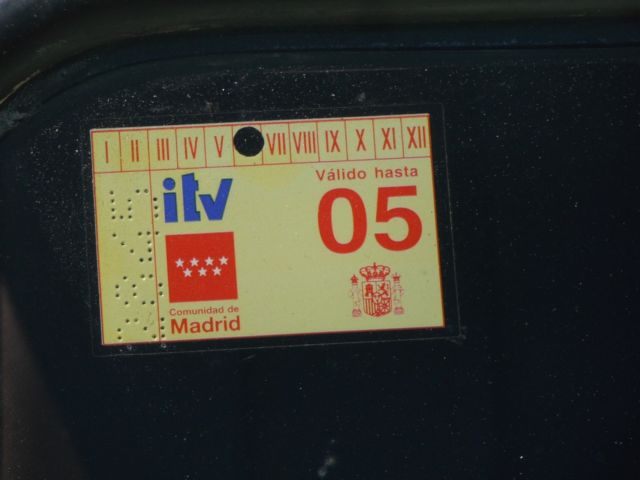 I II III IV V VII VIII IX X XI XII
itv
Válido hasta
05
Comunidad de
Madrid